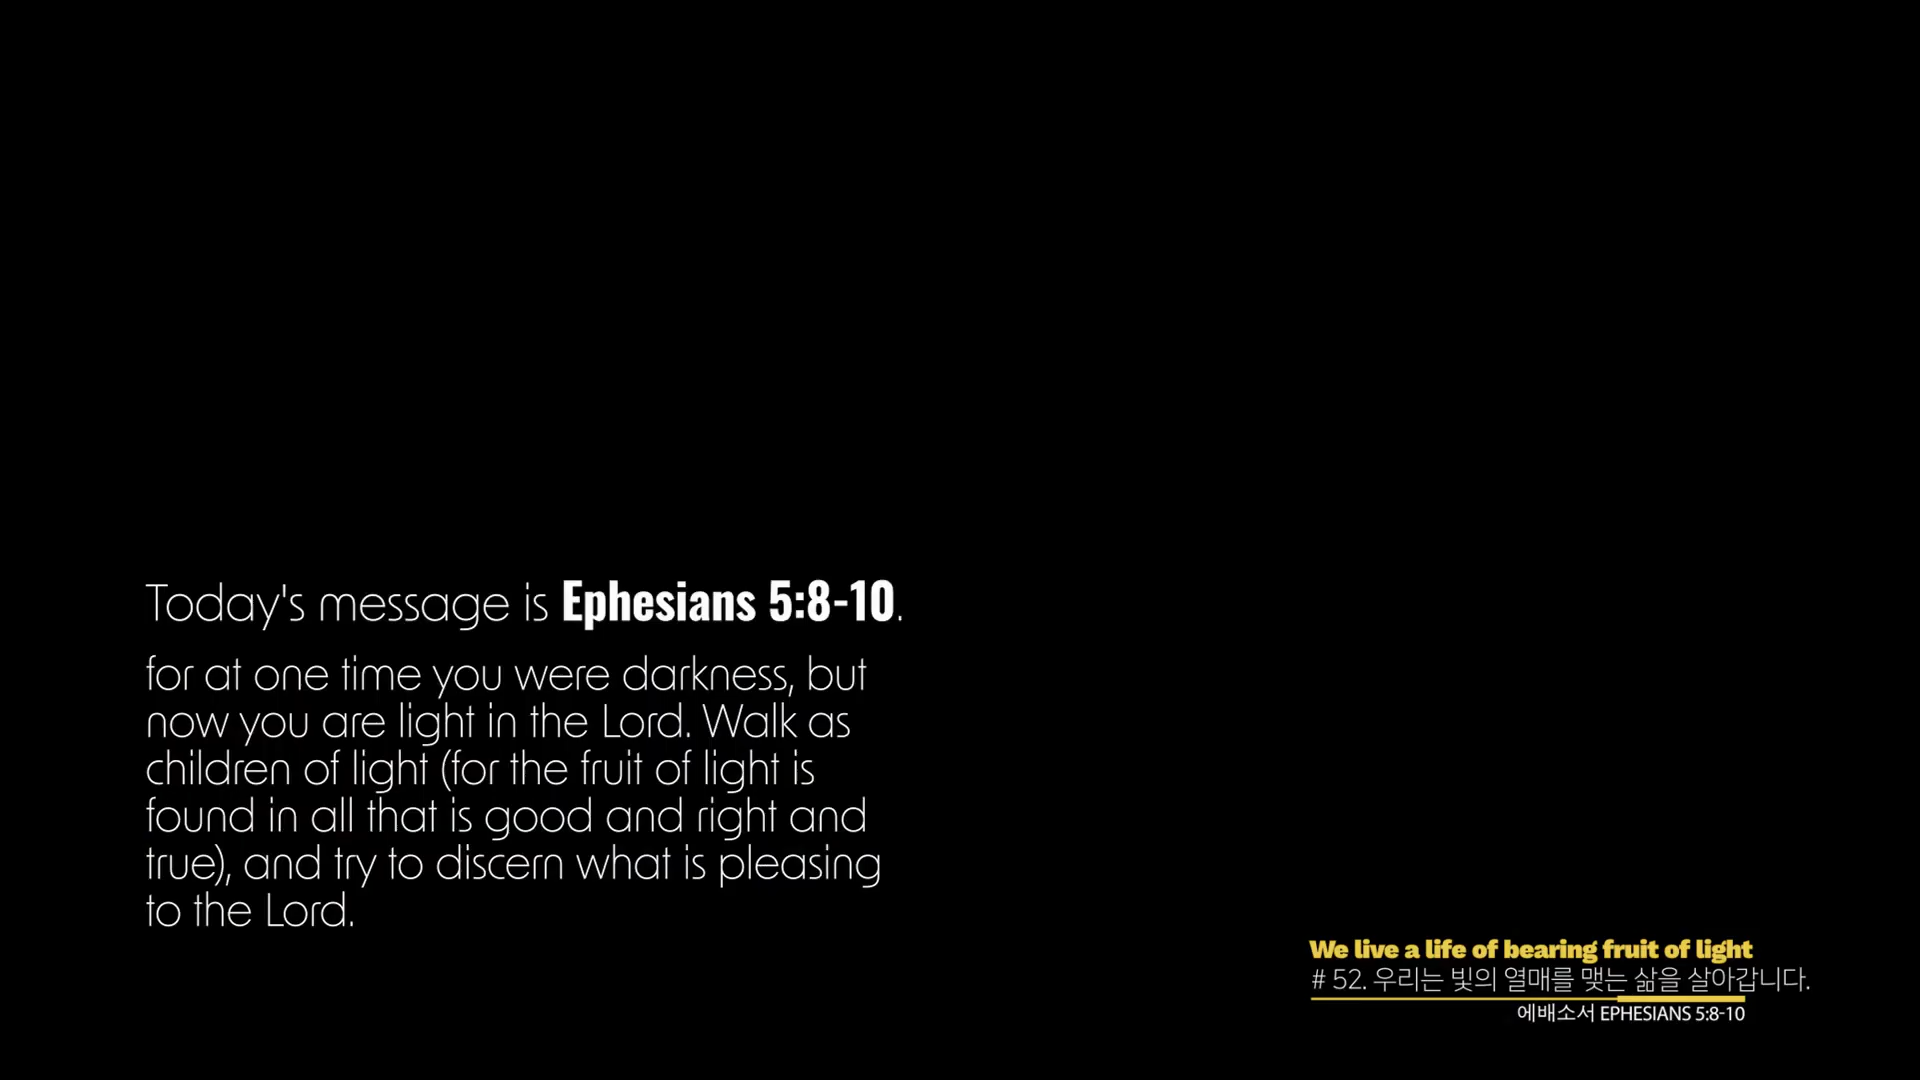 Today's message is Ephesians 5:8-10.
for at one time you were darkness, but
now you are light in the Lord. Walk as
children of light (for the fruit of light is
found in all that is good and right and
true), and try to discern what is pleasing
to the Lord.
We live a life of bearing fruit of light
# 52. 우리는 빛의 열매를 맺는 삶을 살아갑니다.
에배소서 EPHESIANS 5:8-10